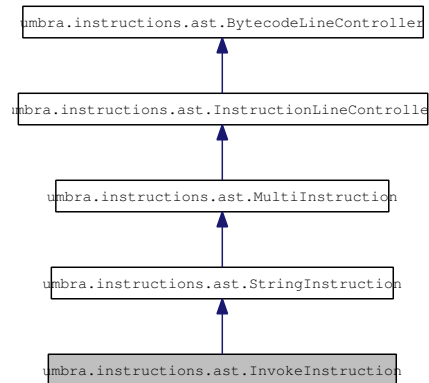 umbra.instructions.ast.BytecodeLineController
umbra.instructions.ast.InstructionLineController
umbra.instructions.ast.MultiInstruction
umbra.instructions.ast.StringInstruction
umbra.instructions.ast.InvokeInstruction